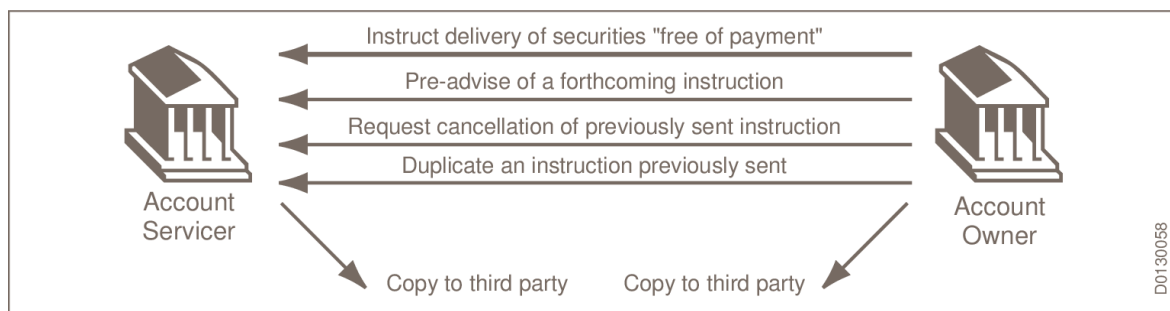 Instruct delivery of securities "free of payment"
Pre-advise of a forthcoming instruction
Request cancellation of previously sent instruction
Duplicate an instruction previously sent
Account
Servicer
Account
Owner
Copy to third party
Copy to third party
D0130058